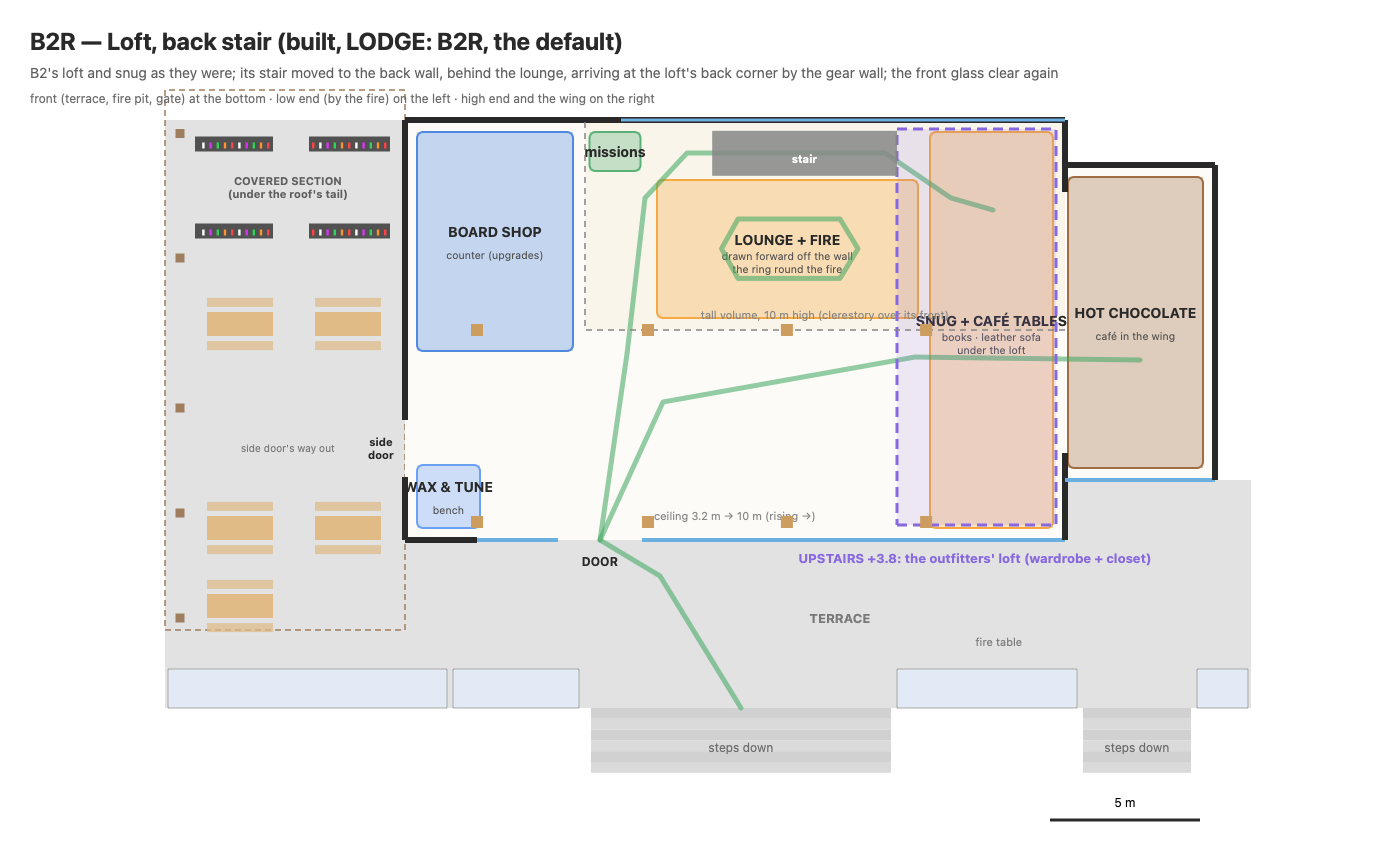 B2R — Loft, back stair (built, LODGE: B2R, the default)
B2's loft and snug as they were; its stair moved to the back wall, behind the lounge, arriving at the loft's back corner by the gear wall; the front glass clear again
front (terrace, fire pit, gate) at the bottom · low end (by the fire) on the left · high end and the wing on the right
missions
stair
COVERED SECTION
(under the roof's tail)
BOARD SHOP
counter (upgrades)
LOUNGE + FIRE
drawn forward off the wall
the ring round the fire
tall volume, 10 m high (clerestory over its front)
SNUG + CAFÉ TABLES
books · leather sofa
under the loft
HOT CHOCOLATE
café in the wing
side door's way out
side
door
WAX & TUNE
bench
ceiling 3.2 m → 10 m (rising →)
DOOR
UPSTAIRS +3.8: the outfitters' loft (wardrobe + closet)
TERRACE
fire table
steps down
steps down
5 m